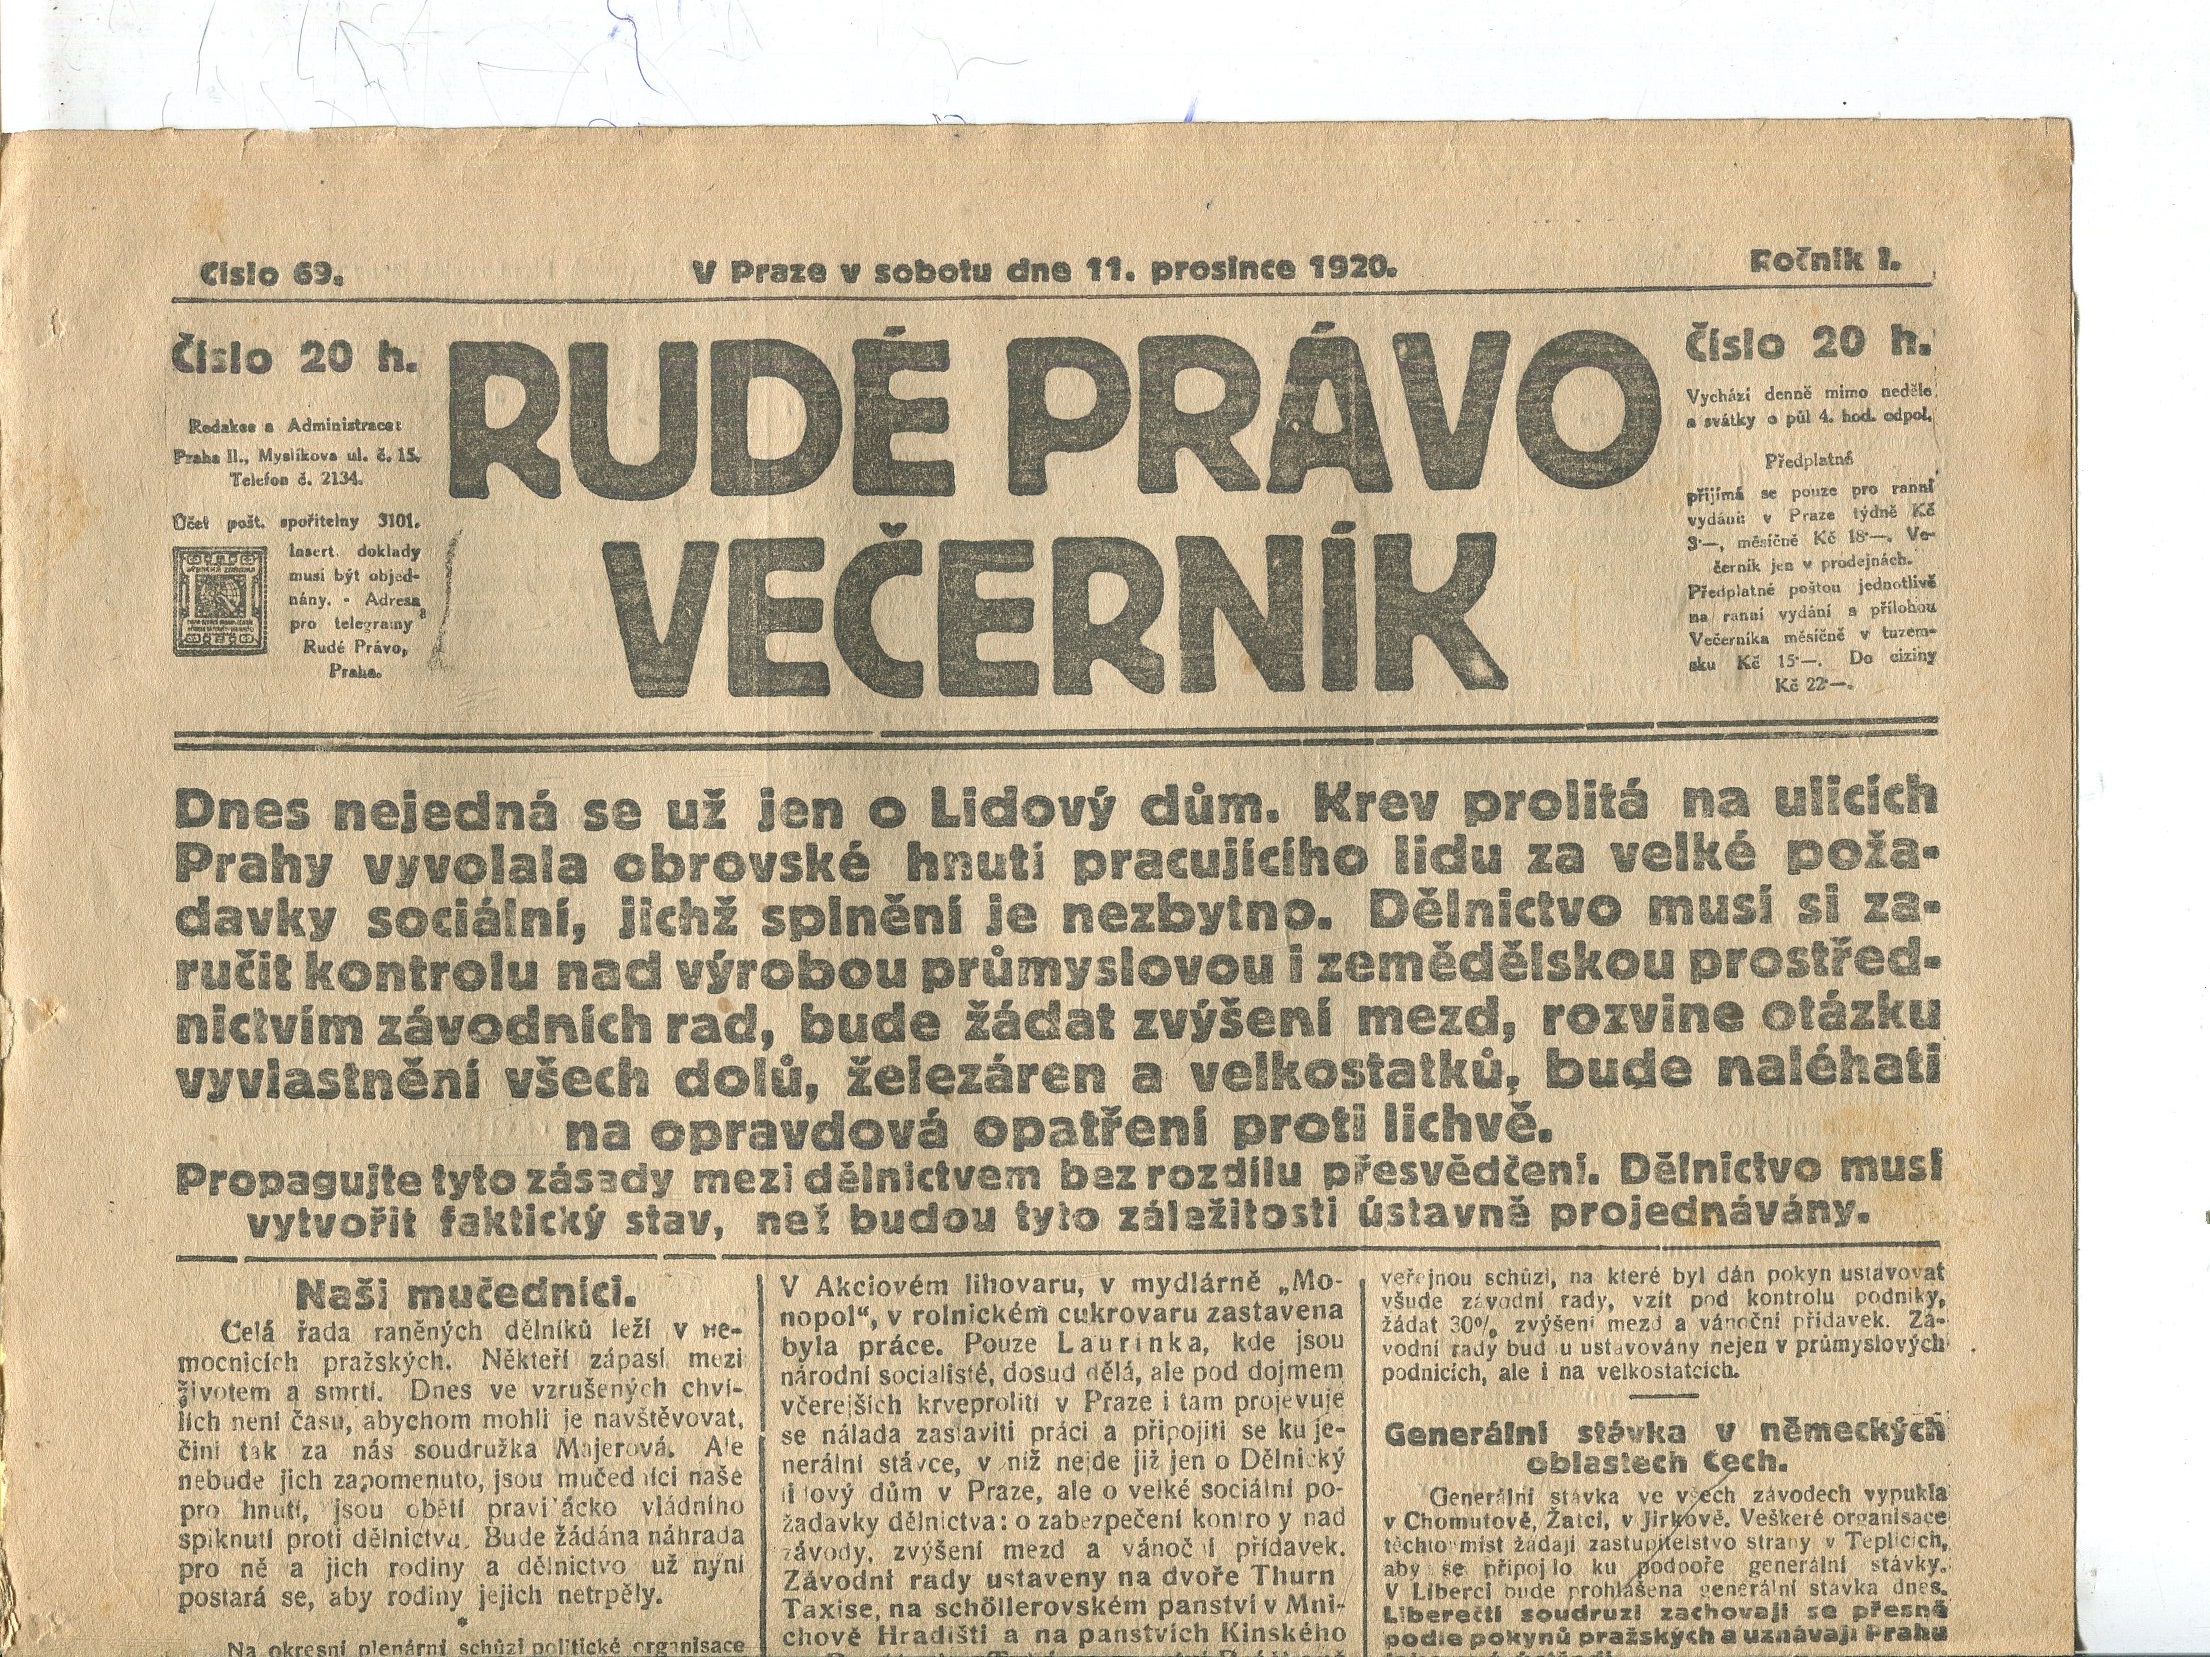 Číslo 69.
V Praze v sobotu dne 11. prosince 1920.
Ročník I.
Číslo 20 h.
Redakce a Administrace:
Praha II., Myslíkova ul. č. 15.
Telefon č. 2134.
Účet pošt. spořitelny 3101.
Insert. doklady
musí být objed-
nány. - Adresa
pro telegramy
Rudé Právo,
Praha.
RUDÉ PRÁVO
VEČERNÍK
Číslo 20 h.
Vychází denně mimo neděle
a svátky o půl 4. hod. odpol.
Předplatné
přijímá se pouze pro ranní
vydání v Praze týdně Kč
3·—, měsíčně Kč 18·—. Ve-
černík jen v prodejnách.
Předplatné poštou jednotlivě
na ranní vydání s přílohou
Večerníka měsíčně v tuzem-
sku Kč 15·—. Do ciziny
Kč 22·—.
Dnes nejedná se už jen o Lidový dům. Krev prolitá na ulicích
Prahy vyvolala obrovské hnutí pracujícího lidu za velké poža-
davky sociální, jichž splnění je nezbytno. Dělnictvo musí si za-
ručit kontrolu nad výrobou průmyslovou i zemědělskou prostřed-
nictvím závodních rad, bude žádat zvýšení mezd, rozvine otázku
vyvlastnění všech dolů, železáren a velkostatků, bude naléhati
na opravdová opatření proti lichvě.
Propagujte tyto zásady mezi dělnictvem bez rozdílu přesvědčení. Dělnictvo musí
vytvořit faktický stav, než budou tyto záležitosti ústavně projednávány.
Naši mučedníci.
Celá řada raněných dělníků leží v ne-
mocnicích pražských. Někteří zápasí mezi
životem a smrtí. Dnes ve vzrušených chví-
lích není času, abychom mohli je navštěvovat,
činí tak za nás soudružka Majerová. Ale
nebude jich zapomenuto, jsou mučedníci naše
pro hnutí, jsou obětí pravičácko vládního
spiknutí proti dělnictvu. Bude žádána náhrada
pro ně a jich rodiny a dělnictvo už nyní
postará se, aby rodiny jejich netrpěly.
*
Na okresní plenární schůzi politické organisace
V Akciovém lihovaru, v mydlárně „Mo-
nopol“, v rolnickém cukrovaru zastavena
byla práce. Pouze Laurinka, kde jsou
národní socialisté, dosud dělá, ale pod dojmem
včerejších krveprolití v Praze i tam projevuje
se nálada zastaviti práci a připojiti se ku je-
nerální stávce, v níž nejde již jen o Dělnický
lidový dům v Praze, ale o velké sociální po-
žadavky dělnictva: o zabezpečení kontroly nad
závody, zvýšení mezd a vánoční přídavek.
Závodní rady ustaveny na dvoře Thurn
Taxise, na schöllerovském panství v Mni-
chově Hradišti a na panstvích Kinského
veřejnou schůzi, na které byl dán pokyn ustavovat
všude závodní rady, vzít pod kontrolu podniky,
žádat 30% zvýšení mezd a vánoční přídavek. Zá-
vodní rady budou ustavovány nejen v průmyslových
podnicích, ale i na velkostatcích.
Generální stávka v německých
oblastech Čech.
Generální stávka ve všech závodech vypukla
v Chomutově, Žatci, v Jirkově. Veškeré organisace
těchto míst žádají zastupitelstvo strany v Teplicích,
aby se připojilo ku podpoře generální stávky.
V Liberci bude prohlášena generální stávka dnes.
Liberečtí soudruzi zachovají se přesně
podle pokynů pražských a uznávají Prahu